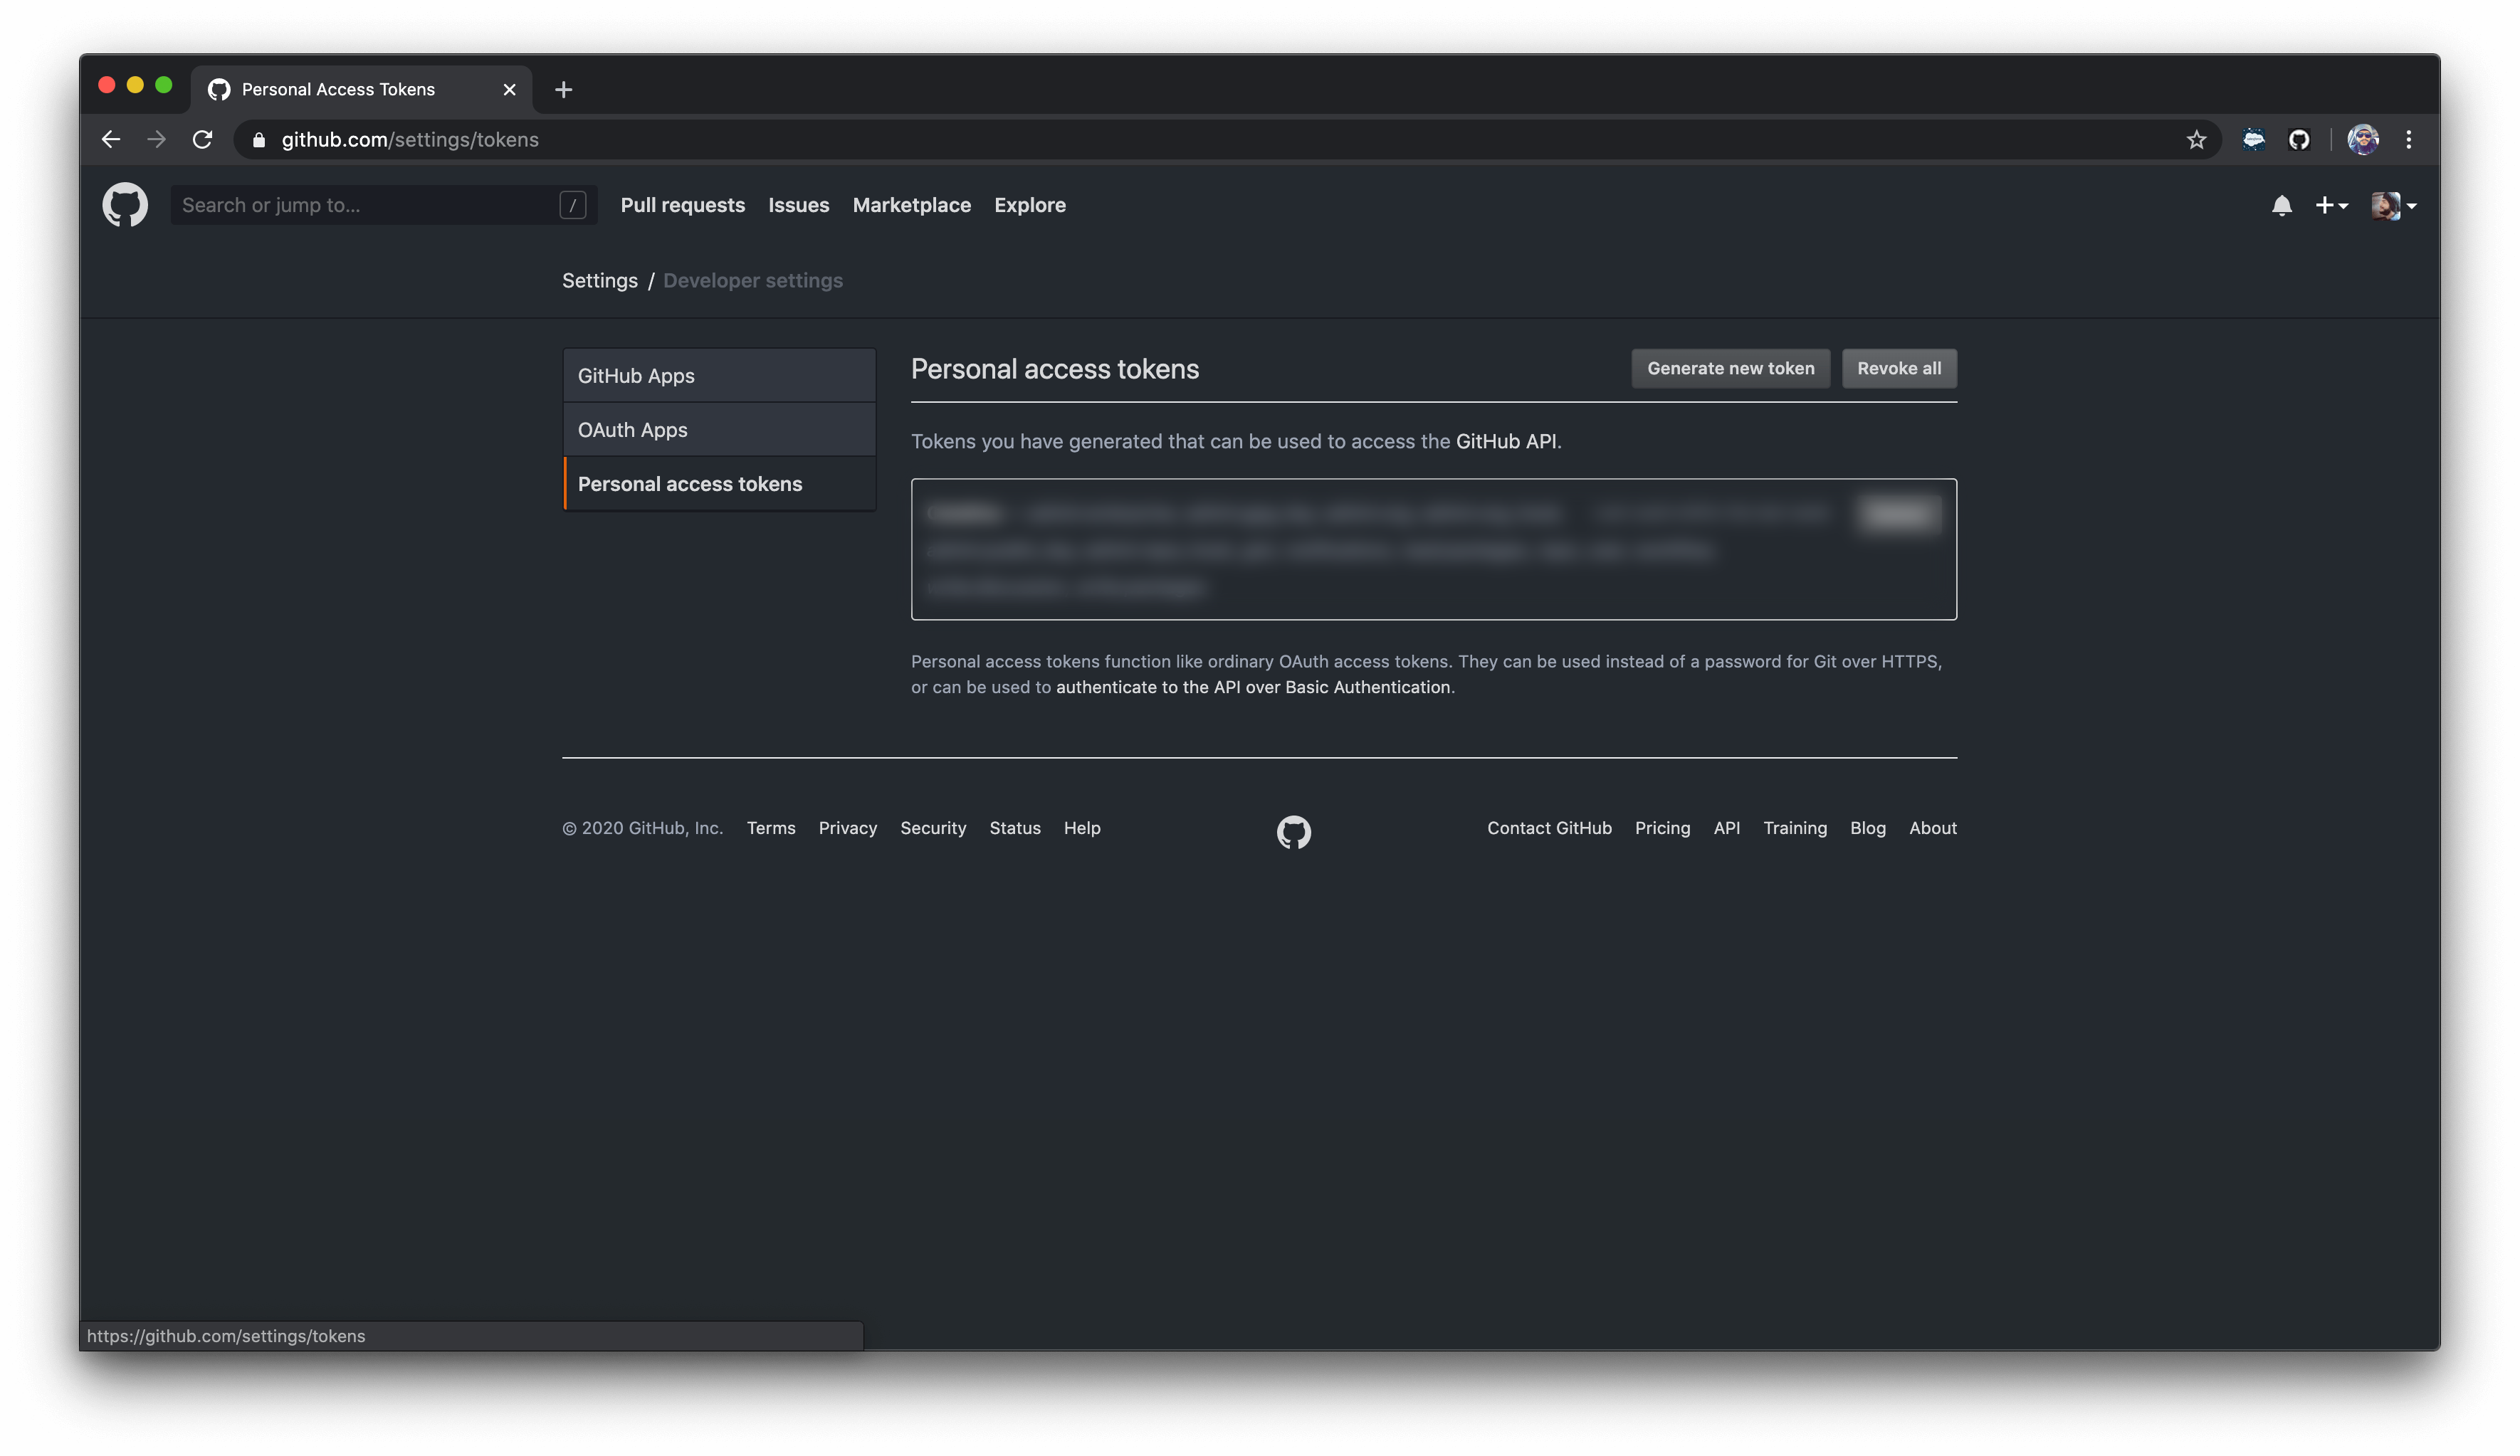 Personal Access Tokens
github.com/settings/tokens
Search or jump to... /
Pull requests Issues Marketplace Explore
Settings / Developer settings
GitHub Apps
OAuth Apps
Personal access tokens
Personal access tokens
Generate new token Revoke all
Tokens you have generated that can be used to access the GitHub API.
Personal access tokens function like ordinary OAuth access tokens. They can be used instead of a password for Git over HTTPS,
or can be used to authenticate to the API over Basic Authentication.
© 2020 GitHub, Inc. Terms Privacy Security Status Help
Contact GitHub Pricing API Training Blog About
https://github.com/settings/tokens